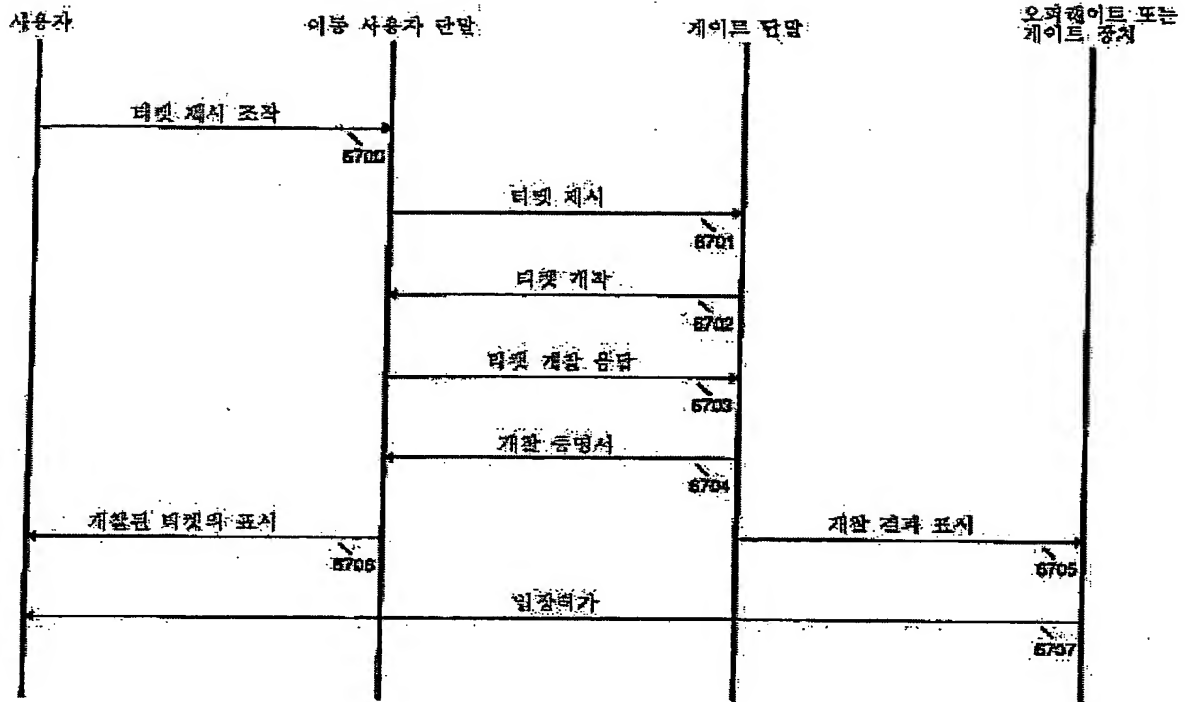 사용자
이동 사용자 단말
게이트 단말
오퍼레이트 또는
게이트 장치
티켓 제시 조작
6700
티켓 제시
6701
티켓 개찰
6702
티켓 개찰 응답
6703
개찰 증명서
6704
개찰된 티켓의 표시
6706
개찰 결과 표시
6705
입장허가
6707